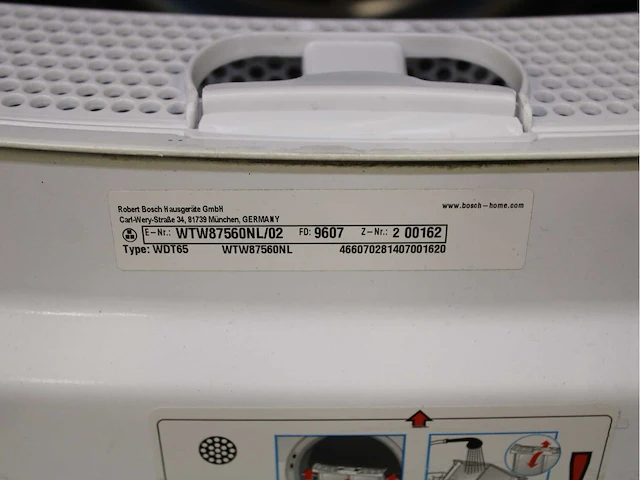 Robert Bosch Hausgeräte GmbH
www.bosch-home.com
Carl-Wery-Straße 34, 81739 München, GERMANY
E-Nr.: WTW87560NL/02 FD: 9607 Z-Nr.: 2 00162
Type: WDT65 WTW87560NL 466070281407001620